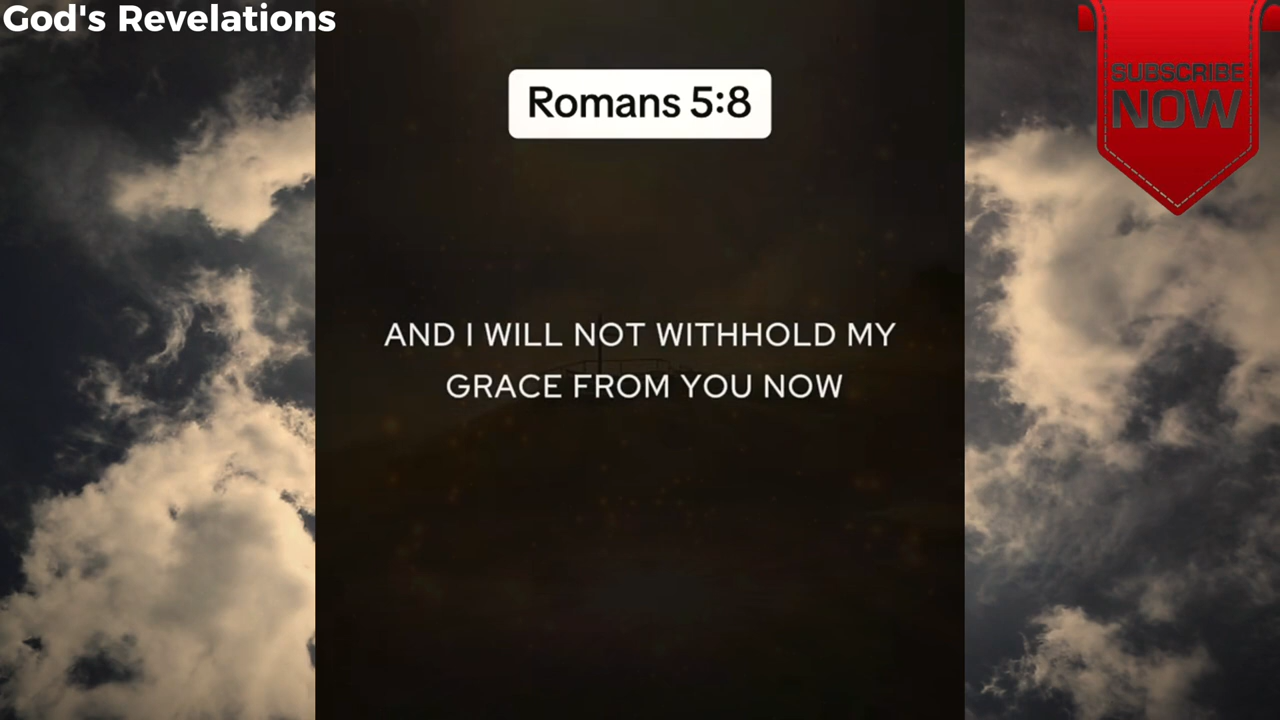 God's Revelations
SUBSCRIBE
NOW
Romans 5:8
AND I WILL NOT WITHHOLD MY
GRACE FROM YOU NOW